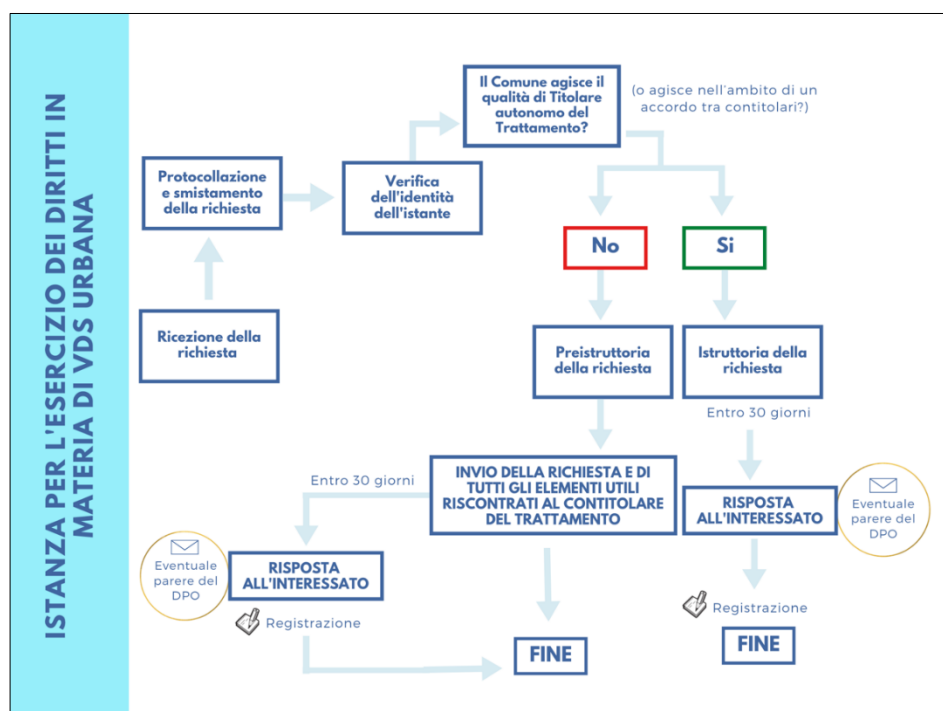 ISTANZA PER L'ESERCIZIO DEI DIRITTI IN
MATERIA DI VDS URBANA
Il Comune agisce il
qualità di Titolare
autonomo del
Trattamento?
(o agisce nell'ambito di un
accordo tra contitolari?)
Protocollazione
e smistamento
della richiesta
Verifica
dell'identità
dell'istante
No
Si
Ricezione della
richiesta
Preistruttoria
della richiesta
Istruttoria della
richiesta
Entro 30 giorni
Entro 30 giorni
INVIO DELLA RICHIESTA E DI
TUTTI GLI ELEMENTI UTILI
RISCONTRATI AL CONTITOLARE
DEL TRATTAMENTO
RISPOSTA
ALL'INTERESSATO
Eventuale
parere del
DPO
Eventuale
parere del
DPO
RISPOSTA
ALL'INTERESSATO
Registrazione
Registrazione
FINE
FINE